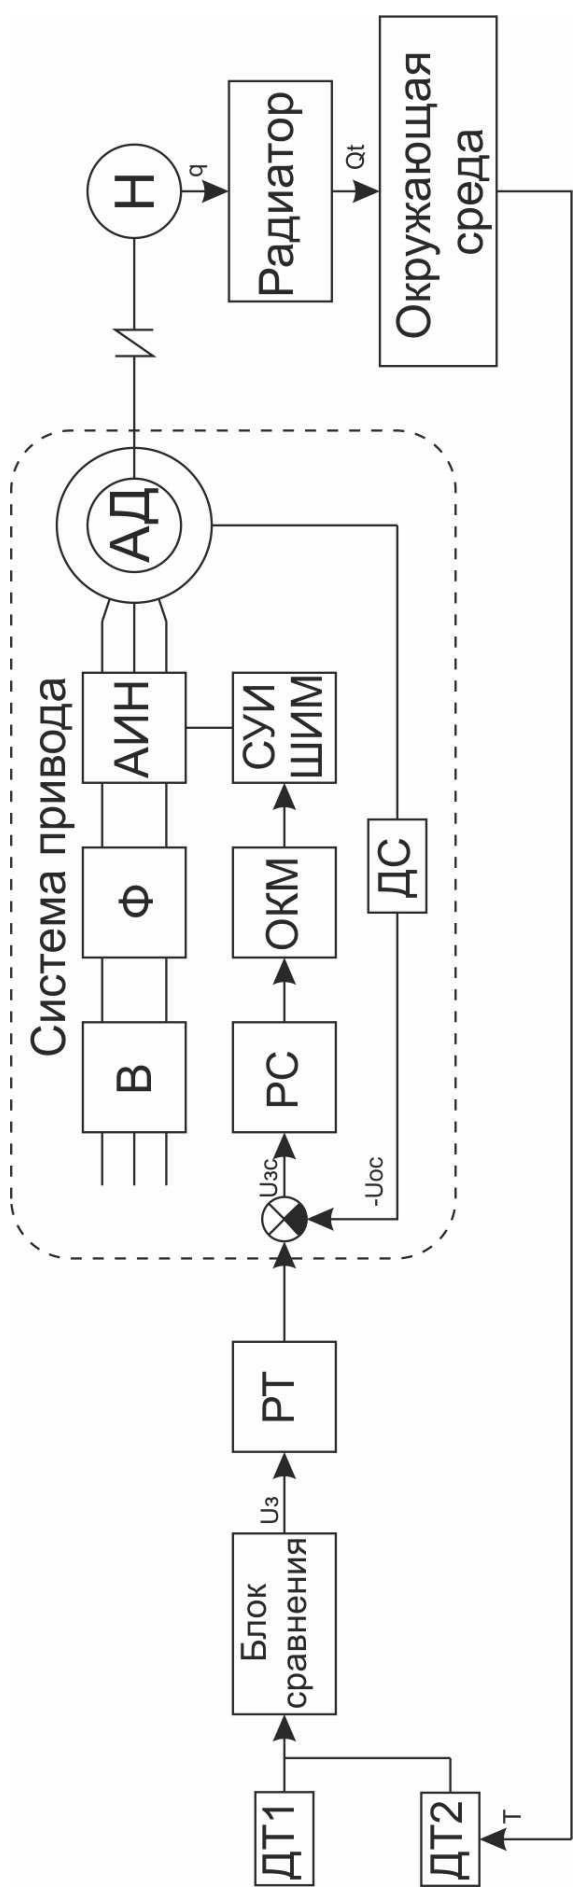 Система привода
В
Ф
АИН
АД
Н
q
Радиатор
Qt
Окружающая
среда
ДТ1
Блок
сравнения
Uз
РТ
Uзс
РС
ОКМ
СУИ
ШИМ
-Uос
ДС
ДТ2
T